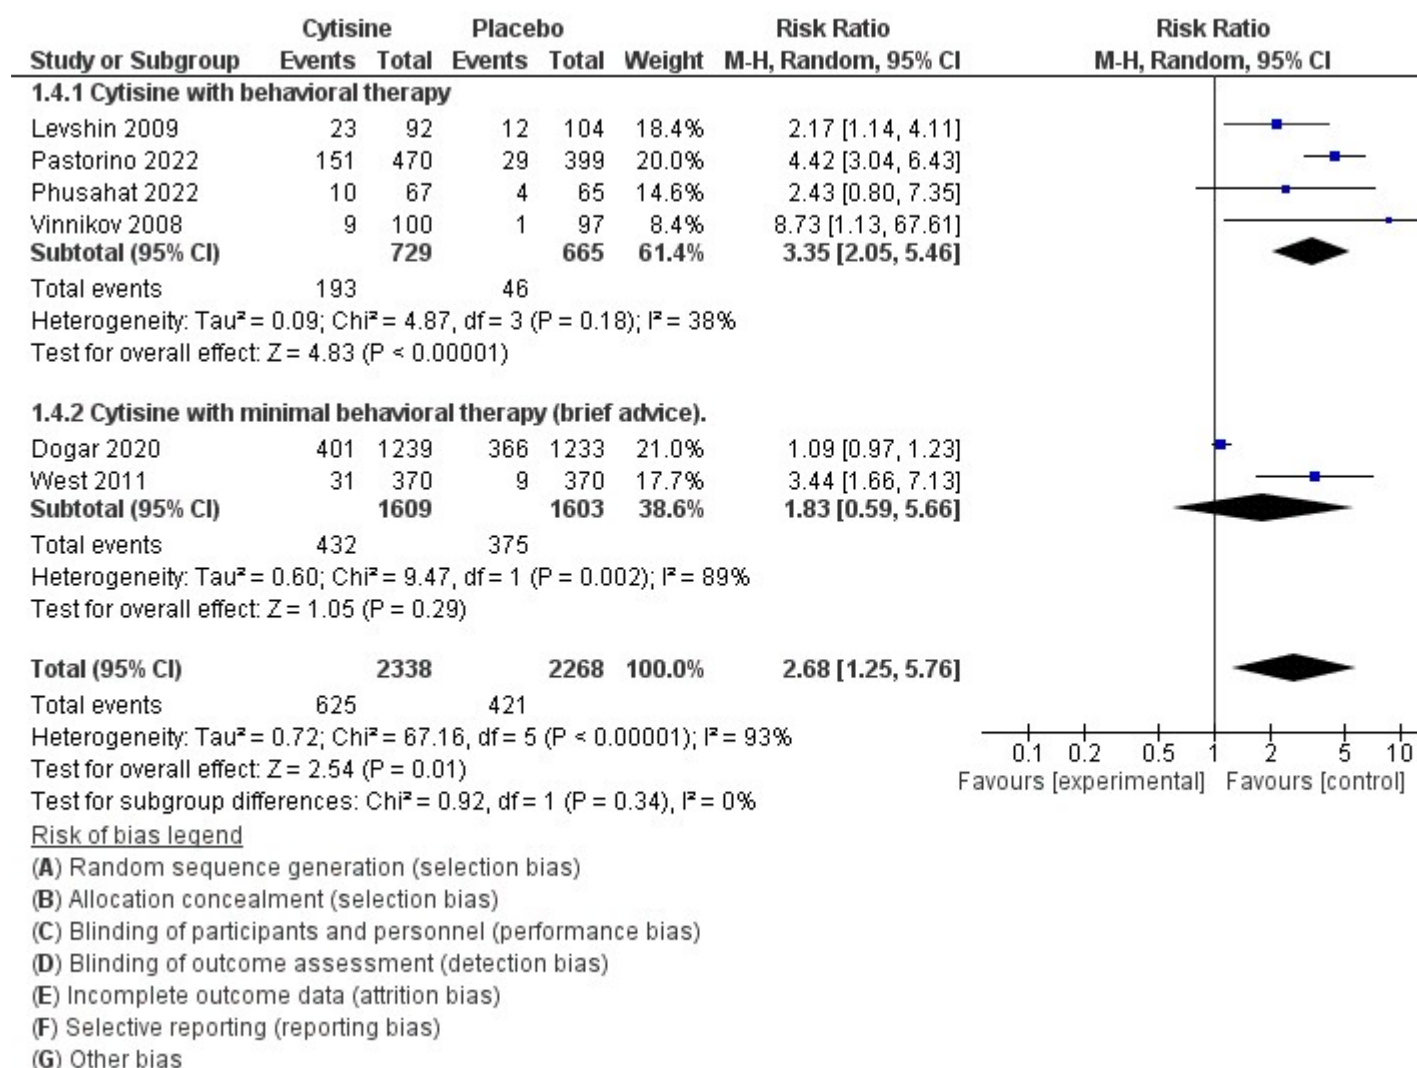 Cytisine Placebo Risk Ratio Risk Ratio
Study or Subgroup Events Total Events Total Weight M-H, Random, 95% CI M-H, Random, 95% CI
1.4.1 Cytisine with behavioral therapy
Levshin 2009 23 92 12 104 18.4% 2.17 [1.14, 4.11]
Pastorino 2022 151 470 29 399 20.0% 4.42 [3.04, 6.43]
Phusahat 2022 10 67 4 65 14.6% 2.43 [0.80, 7.35]
Vinnikov 2008 9 100 1 97 8.4% 8.73 [1.13, 67.61]
Subtotal (95% CI) 729 665 61.4% 3.35 [2.05, 5.46]
Total events 193 46
Heterogeneity: Tau² = 0.09; Chi² = 4.87, df = 3 (P = 0.18); I² = 38%
Test for overall effect: Z = 4.83 (P < 0.00001)
1.4.2 Cytisine with minimal behavioral therapy (brief advice).
Dogar 2020 401 1239 366 1233 21.0% 1.09 [0.97, 1.23]
West 2011 31 370 9 370 17.7% 3.44 [1.66, 7.13]
Subtotal (95% CI) 1609 1603 38.6% 1.83 [0.59, 5.66]
Total events 432 375
Heterogeneity: Tau² = 0.60; Chi² = 9.47, df = 1 (P = 0.002); I² = 89%
Test for overall effect: Z = 1.05 (P = 0.29)
Total (95% CI) 2338 2268 100.0% 2.68 [1.25, 5.76]
Total events 625 421
Heterogeneity: Tau² = 0.72; Chi² = 67.16, df = 5 (P < 0.00001); I² = 93%
Test for overall effect: Z = 2.54 (P = 0.01)
Test for subgroup differences: Chi² = 0.92, df = 1 (P = 0.34), I² = 0%
0.1 0.2 0.5 1 2 5 10
Favours [experimental] Favours [control]
Risk of bias legend
(A) Random sequence generation (selection bias)
(B) Allocation concealment (selection bias)
(C) Blinding of participants and personnel (performance bias)
(D) Blinding of outcome assessment (detection bias)
(E) Incomplete outcome data (attrition bias)
(F) Selective reporting (reporting bias)
(G) Other bias